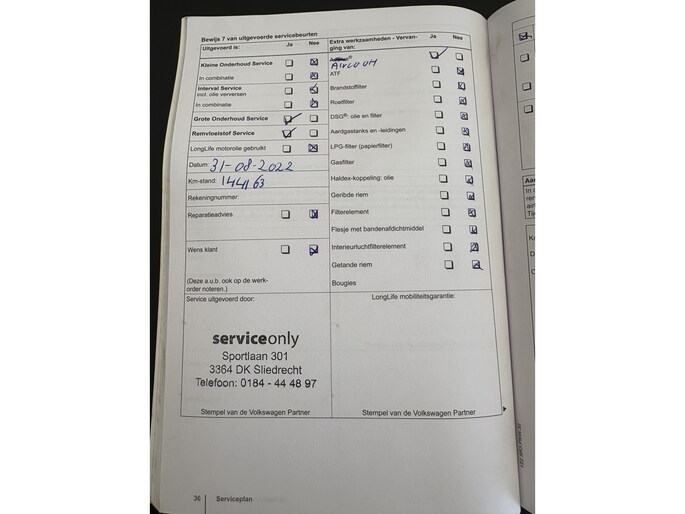 Bewijs 7 van uitgevoerde servicebeurten
Uitgevoerd is: Ja Nee
Kleine Onderhoud Service
In combinatie
Interval Service
incl. olie verversen
In combinatie
Grote Onderhoud Service
Remvloeistof Service
LongLife motorolie gebruikt
Datum: 31-08-2022
Km-stand: 144163
Rekeningnummer:
Reparatieadvies
Wens klant
(Deze a.u.b. ook op de werk-
order noteren.)
Extra werkzaamheden - Vervan- Ja Nee
ging van:
AIRCO OH
ATF
Brandstoffilter
Roetfilter
DSG®: olie en filter
Aardgastanks en -leidingen
LPG-filter (papierfilter)
Gasfilter
Haldex-koppeling: olie
Geribde riem
Filterelement
Flesje met bandenafdichtmiddel
Interieurluchtfilterelement
Getande riem
Bougies
Service uitgevoerd door:
serviceonly
Sportlaan 301
3364 DK Sliedrecht
Telefoon: 0184 - 44 48 97
Stempel van de Volkswagen Partner
LongLife mobiliteitsgarantie:
Stempel van de Volkswagen Partner
36 Serviceplan